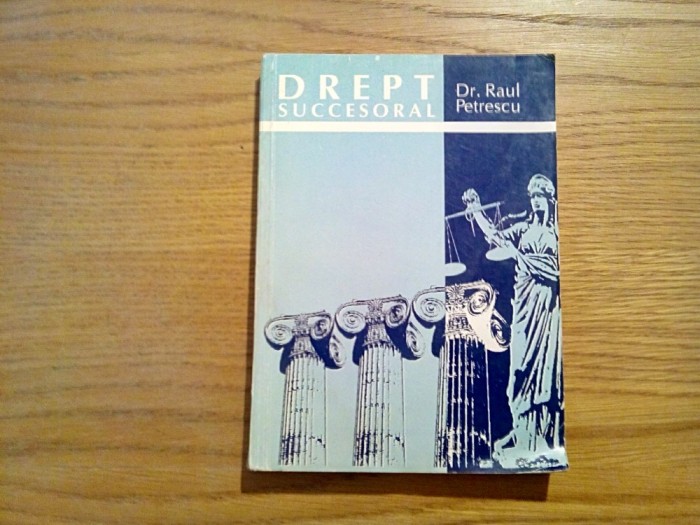 DREPT
SUCCESORAL
Dr. Raul
Petrescu